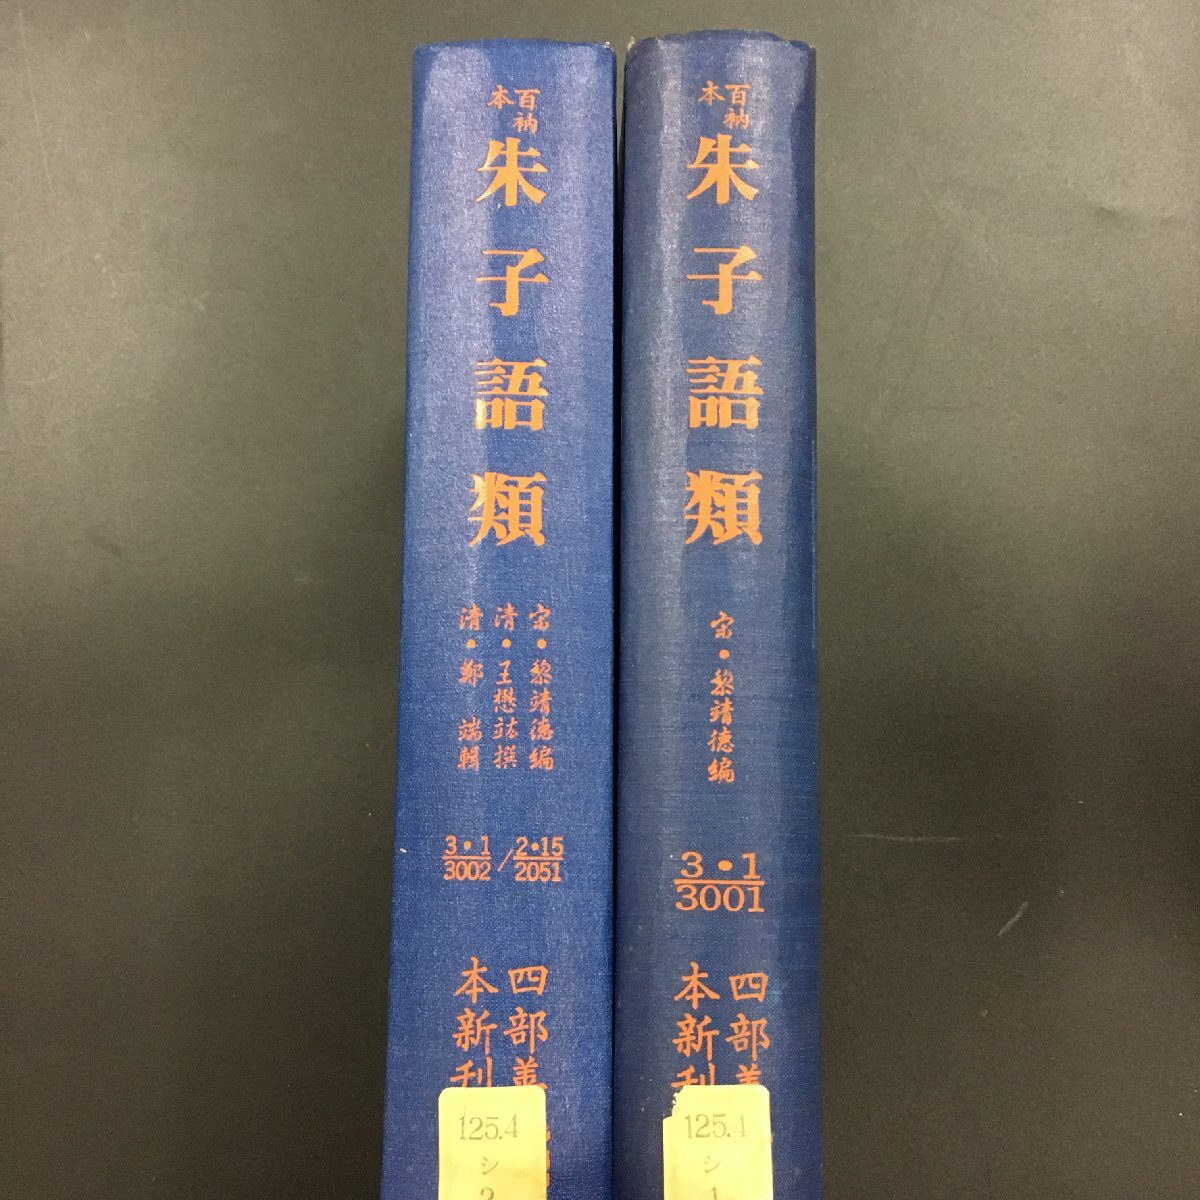 百衲本
朱子語類
宋・黎靖德編
清・王懋竑撰
清・鄭端輯
3・1/3002 / 2・15/2051
四部善
本新刊
125.4
シ
2
百衲本
朱子語類
宋・黎靖德編
3・1/3001
四部善
本新刊
125.4
シ
1